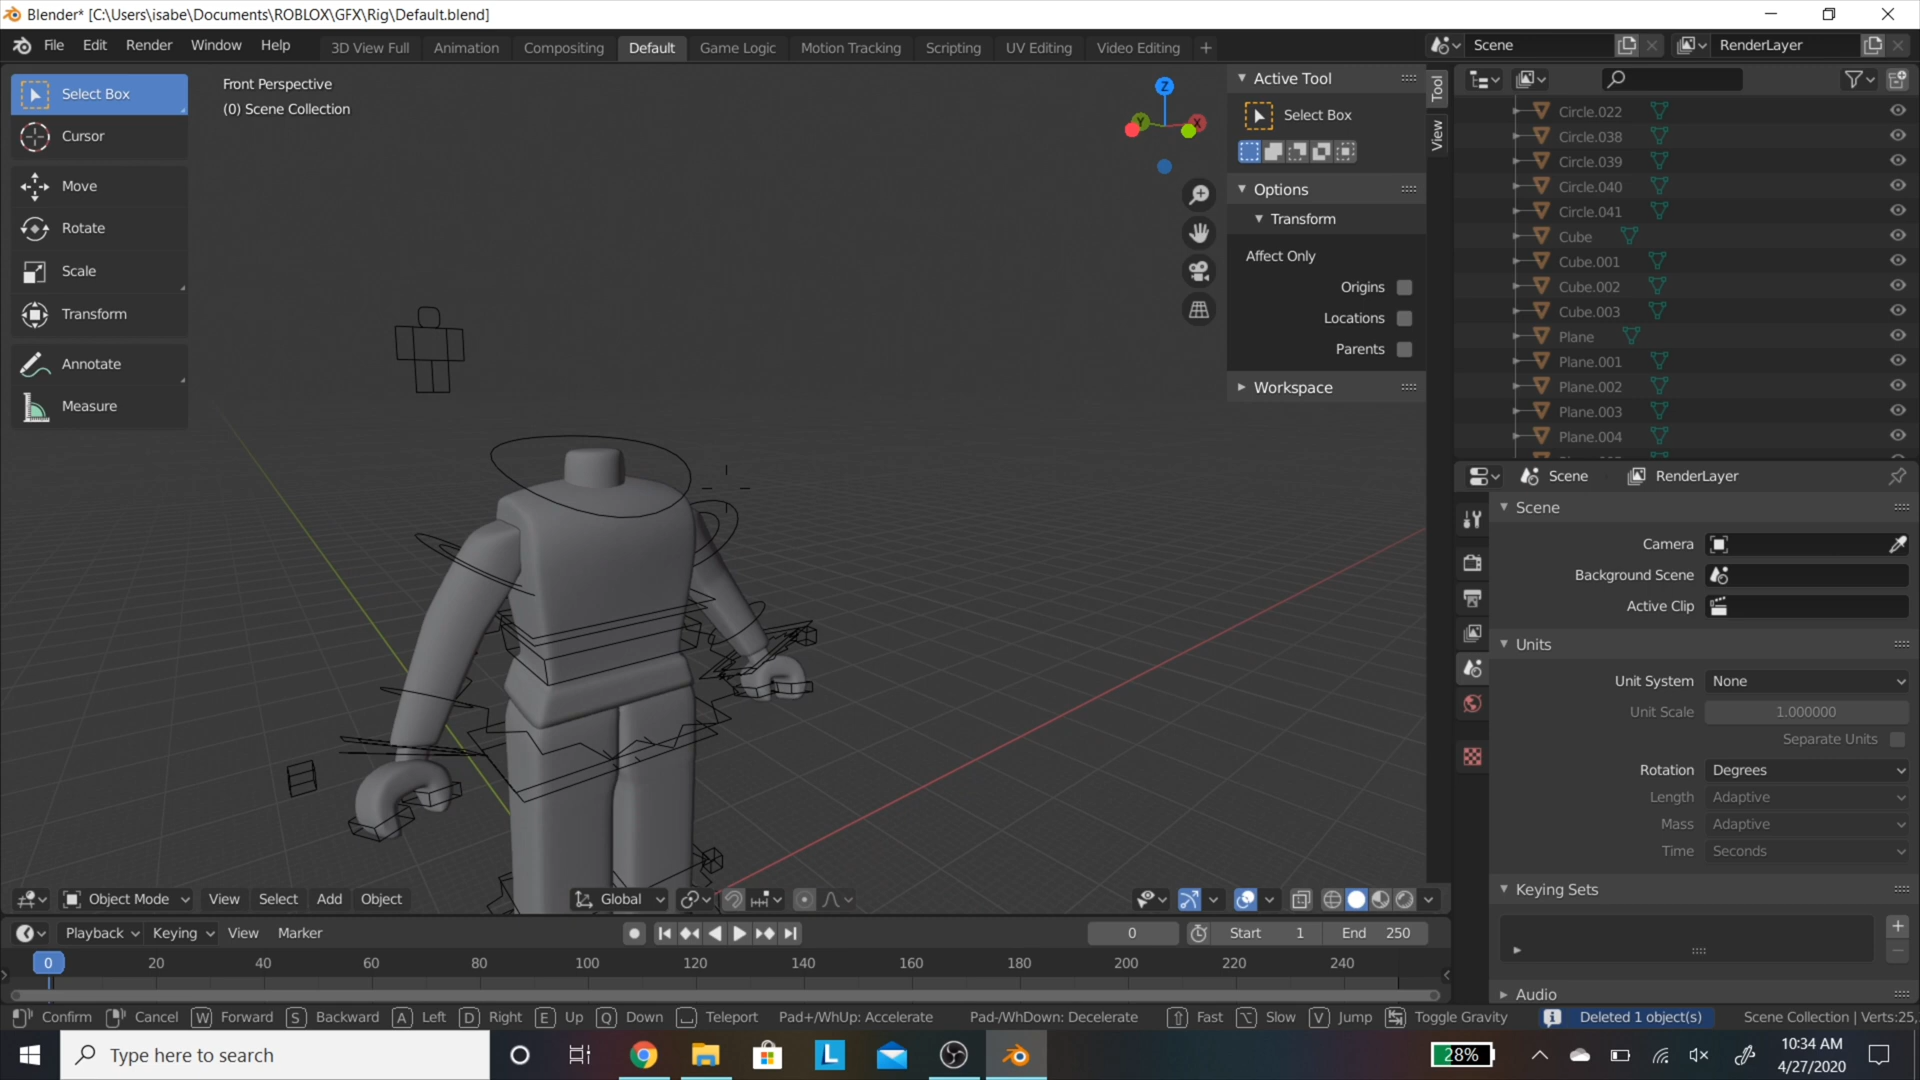 Blender* [C:\Users\isabe\Documents\ROBLOX\GFX\Rig\Default.blend]
File Edit Render Window Help 3D View Full Animation Compositing Default Game Logic Motion Tracking Scripting UV Editing Video Editing + Scene RenderLayer
Select Box
Cursor
Move
Rotate
Scale
Transform
Annotate
Measure
Front Perspective
(0) Scene Collection
Z
Y
X
Active Tool
Select Box
Options
Transform
Affect Only
Origins
Locations
Parents
Workspace
Tool
View
Circle.022
Circle.038
Circle.039
Circle.040
Circle.041
Cube
Cube.001
Cube.002
Cube.003
Plane
Plane.001
Plane.002
Plane.003
Plane.004
Scene RenderLayer
Scene
Camera
Background Scene
Active Clip
Units
Unit System None
Unit Scale 1.000000
Separate Units
Rotation Degrees
Length Adaptive
Mass Adaptive
Time Seconds
Keying Sets
Audio
Object Mode View Select Add Object Global
Playback Keying View Marker 0 Start 1 End 250
0 20 40 60 80 100 120 140 160 180 200 220 240
Confirm Cancel W Forward S Backward A Left D Right E Up Q Down Teleport Pad+/WhUp: Accelerate Pad-/WhDown: Decelerate Fast Slow V Jump Toggle Gravity Deleted 1 object(s) Scene Collection | Verts:25,
Type here to search L 28% 10:34 AM
4/27/2020